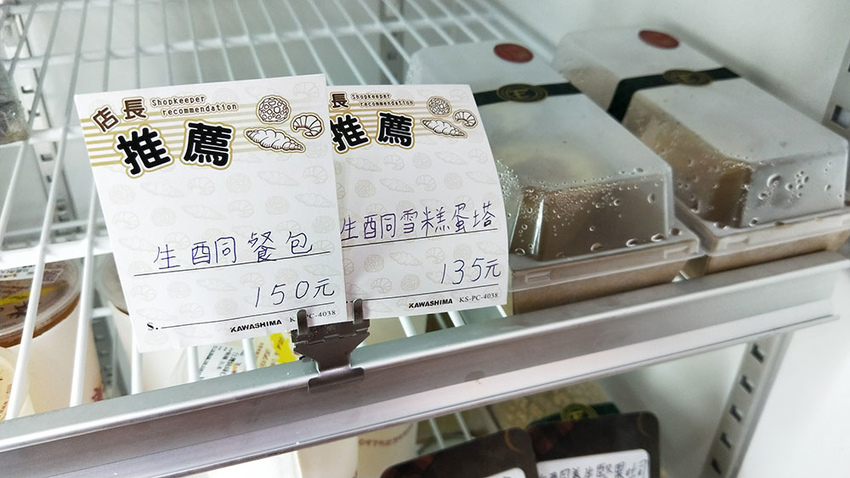 店長
Shopkeeper
recommendation
推薦
生酮餐包
150元
S.
KAWASHIMA
KS-PC-4038
長
Shopkeeper
recommendation
推薦
生酮雪糕蛋塔
135元
KAWASHIMA
KS-PC-4038